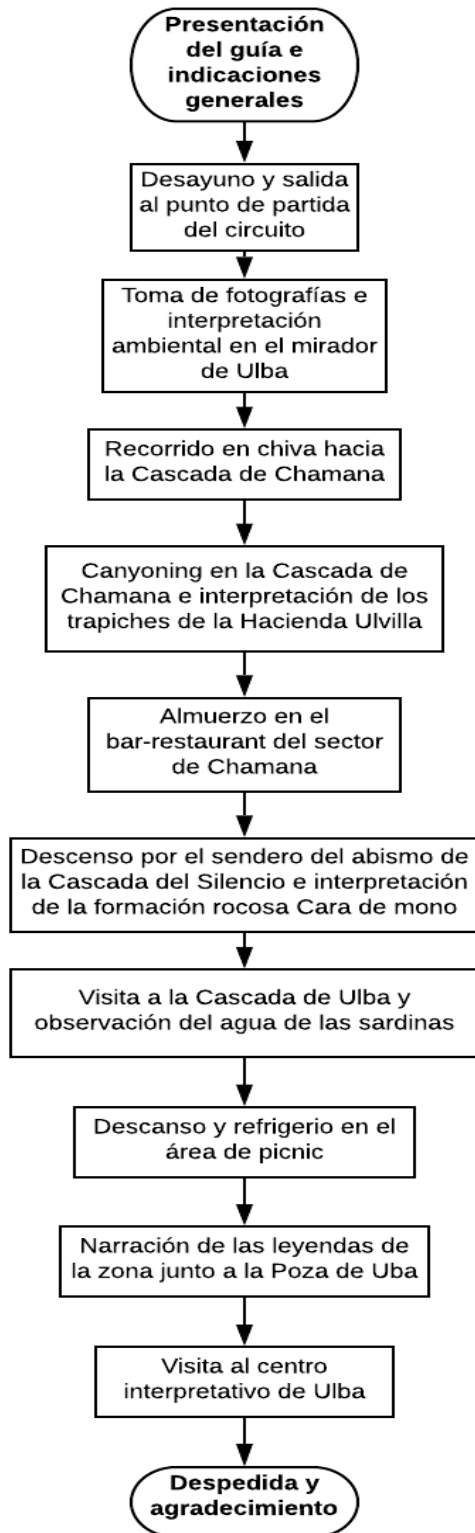 Presentación
del guía e
indicaciones
generales
Desayuno y salida
al punto de partida
del circuito
Toma de fotografías e
interpretación
ambiental en el mirador
de Ulba
Recorrido en chiva hacia
la Cascada de Chamana
Canyoning en la Cascada de
Chamana e interpretación de los
trapiches de la Hacienda Ulvilla
Almuerzo en el
bar-restaurant del sector
de Chamana
Descenso por el sendero del abismo de
la Cascada del Silencio e interpretación
de la formación rocosa Cara de mono
Visita a la Cascada de Ulba y
observación del agua de las sardinas
Descanso y refrigerio en el
área de picnic
Narración de las leyendas de
la zona junto a la Poza de Uba
Visita al centro
interpretativo de Ulba
Despedida y
agradecimiento